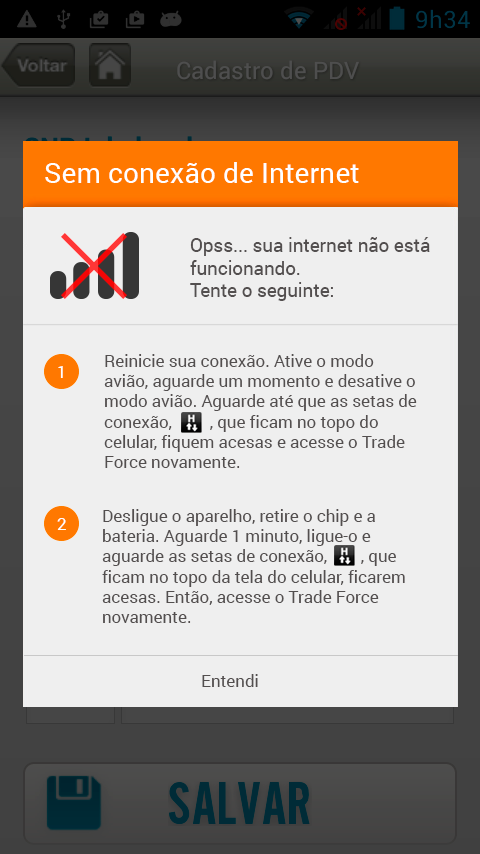 9h34
Voltar
Cadastro de PDV
Sem conexão de Internet
Opss... sua internet não está
funcionando.
Tente o seguinte:
1
Reinicie sua conexão. Ative o modo
avião, aguarde um momento e desative o
modo avião. Aguarde até que as setas de
conexão, H , que ficam no topo do
celular, fiquem acesas e acesse o Trade
Force novamente.
2
Desligue o aparelho, retire o chip e a
bateria. Aguarde 1 minuto, ligue-o e
aguarde as setas de conexão, H , que
ficam no topo da tela do celular, ficarem
acesas. Então, acesse o Trade Force
novamente.
Entendi
SALVAR